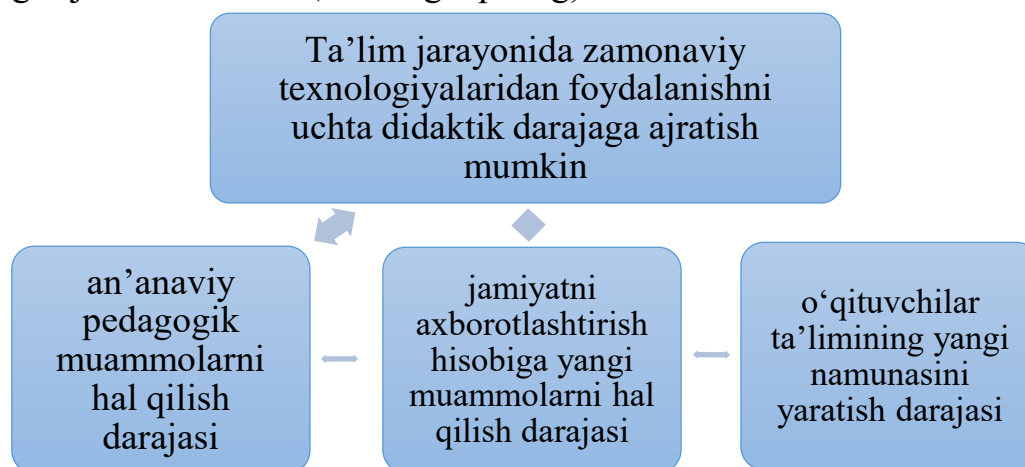 Ta’lim jarayonida zamonaviy
texnologiyalaridan foydalanishni
uchta didaktik darajaga ajratish
mumkin
an’anaviy
pedagogik
muammolarni
hal qilish
darajasi
jamiyatni
axborotlashtirish
hisobiga yangi
muammolarni hal
qilish darajasi
o‘qituvchilar
ta’limining yangi
namunasini
yaratish darajasi